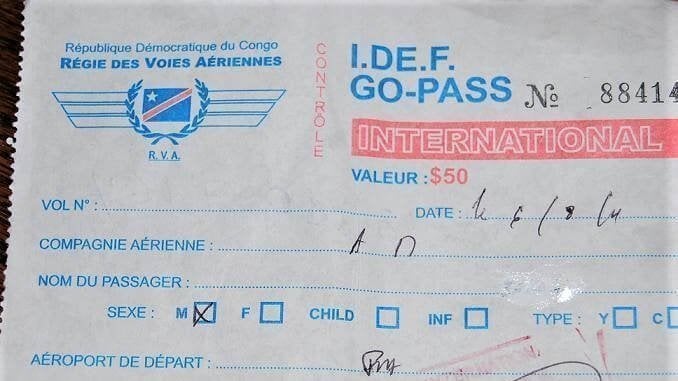 République Démocratique du Congo
RÉGIE DES VOIES AÉRIENNES
R.V.A.
CONTRÔLE
I.DE.F.
GO-PASS № 88414
INTERNATIONAL
VALEUR : $50
VOL N° : DATE :
COMPAGNIE AÉRIENNE :
NOM DU PASSAGER :
SEXE : M F CHILD INF TYPE : Y C
AÉROPORT DE DÉPART :